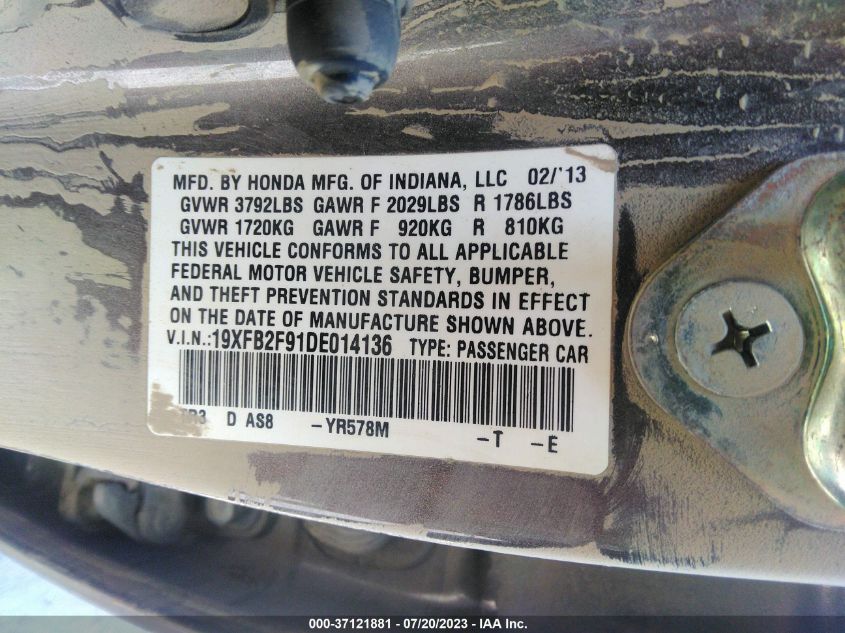 MFD. BY HONDA MFG. OF INDIANA, LLC 02/'13
GVWR 3792LBS GAWR F 2029LBS R 1786LBS
GVWR 1720KG GAWR F 920KG R 810KG
THIS VEHICLE CONFORMS TO ALL APPLICABLE
FEDERAL MOTOR VEHICLE SAFETY, BUMPER,
AND THEFT PREVENTION STANDARDS IN EFFECT
ON THE DATE OF MANUFACTURE SHOWN ABOVE.
V.I.N.:19XFB2F91DE014136 TYPE: PASSENGER CAR
D AS8 -YR578M -T -E
000-37121881 - 07/20/2023 - IAA Inc.